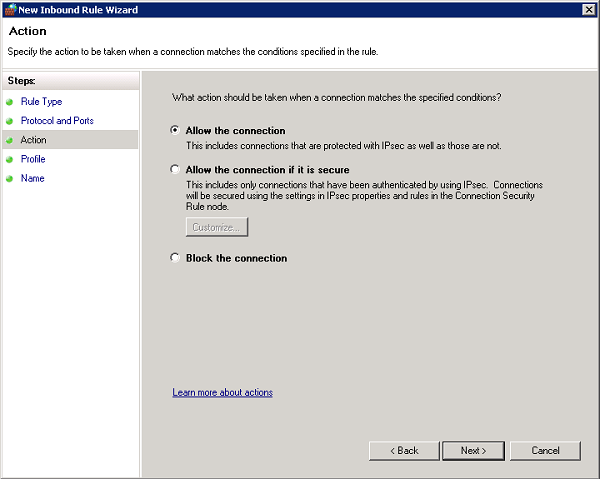 New Inbound Rule Wizard
Action
Specify the action to be taken when a connection matches the conditions specified in the rule.
Steps:
Rule Type
Protocol and Ports
Action
Profile
Name
What action should be taken when a connection matches the specified conditions?
Allow the connection
This includes connections that are protected with IPsec as well as those are not.
Allow the connection if it is secure
This includes only connections that have been authenticated by using IPsec. Connections
will be secured using the settings in IPsec properties and rules in the Connection Security
Rule node.
Customize...
Block the connection
Learn more about actions
< Back
Next >
Cancel